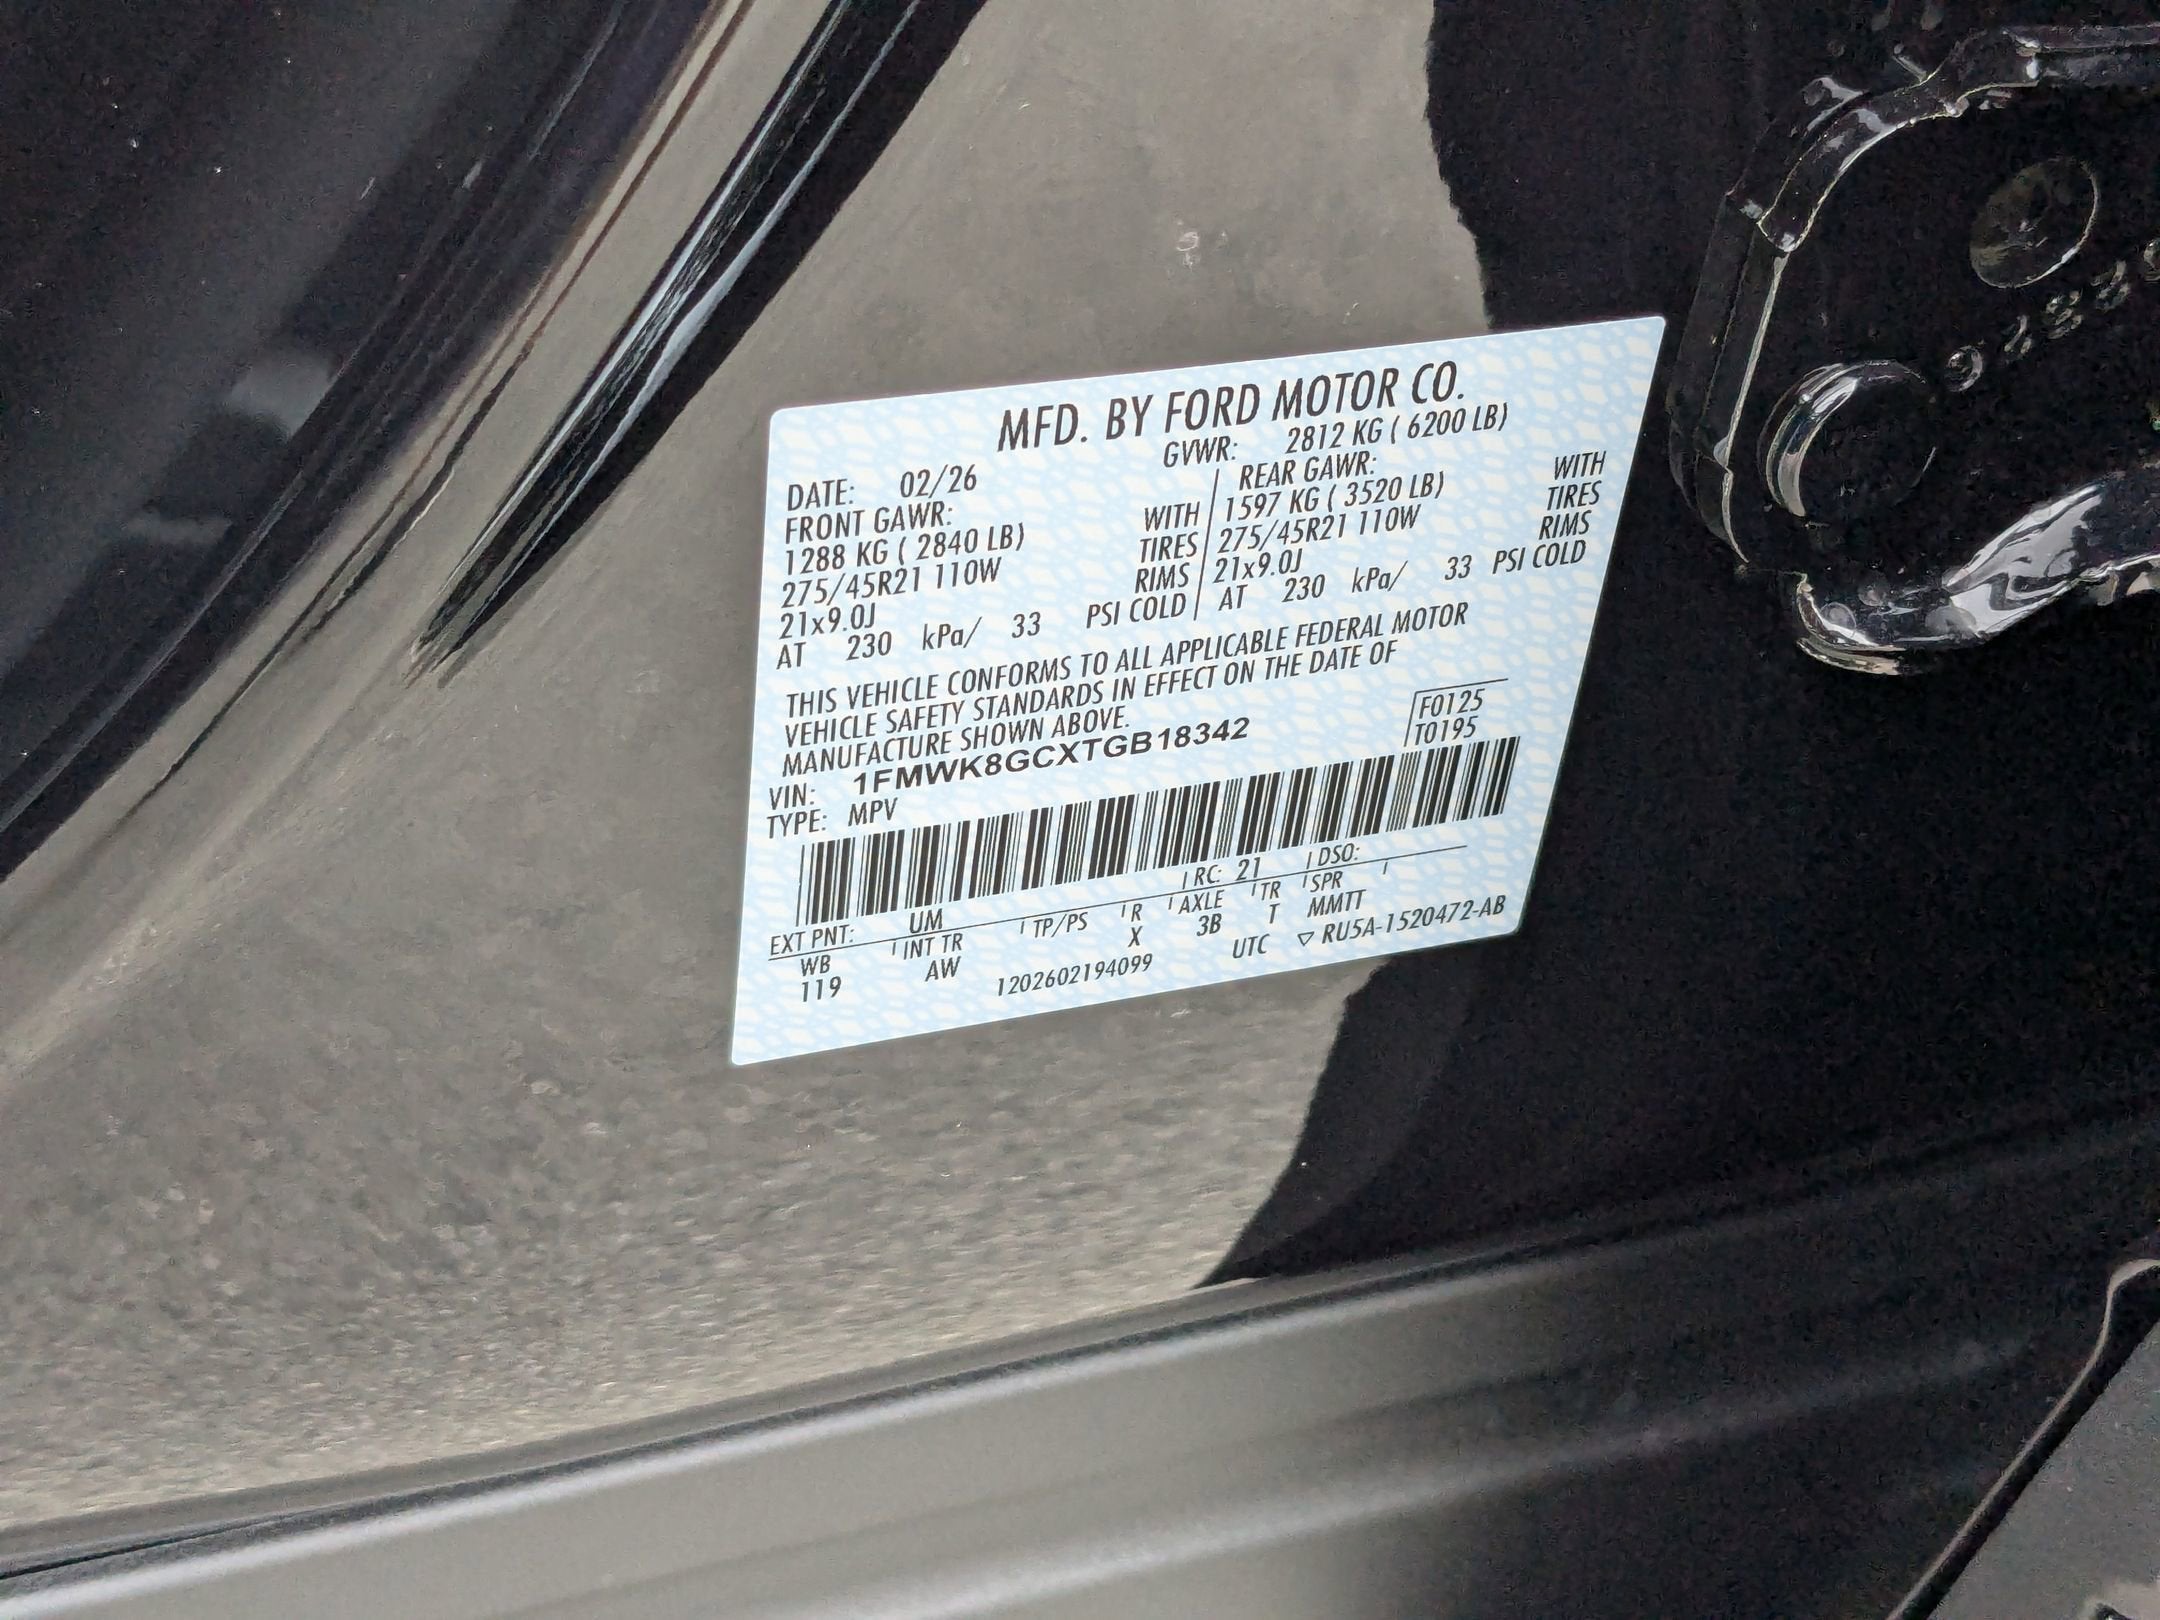 MFD. BY FORD MOTOR CO.
DATE: 02/26 GVWR: 2812 KG ( 6200 LB)
FRONT GAWR: REAR GAWR:
1288 KG ( 2840 LB) WITH 1597 KG ( 3520 LB) WITH
275/45R21 110W TIRES 275/45R21 110W TIRES
21x9.0J RIMS 21x9.0J RIMS
AT 230 kPa/ 33 PSI COLD AT 230 kPa/ 33 PSI COLD
THIS VEHICLE CONFORMS TO ALL APPLICABLE FEDERAL MOTOR
VEHICLE SAFETY STANDARDS IN EFFECT ON THE DATE OF
MANUFACTURE SHOWN ABOVE.
F0125
VIN: 1FMWK8GCXTGB18342 T0195
TYPE: MPV
EXT PNT: UM RC: 21 DSO:
WB INT TR TP/PS R AXLE TR SPR
119 AW X 3B T MMTT
1202602194099 UTC ▽ RU5A-1520472-AB